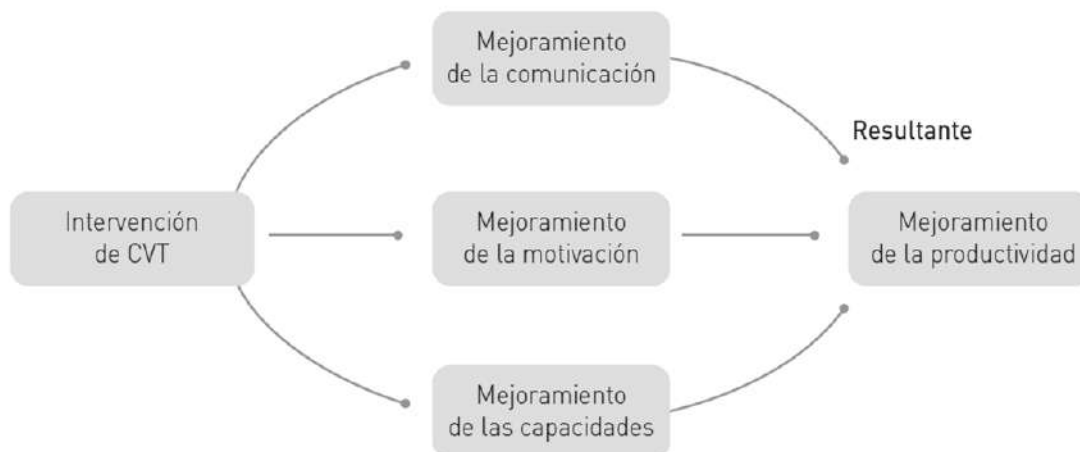 Mejoramiento
de la comunicación
Resultante
Intervención
de CVT
Mejoramiento
de la motivación
Mejoramiento
de la productividad
Mejoramiento
de las capacidades